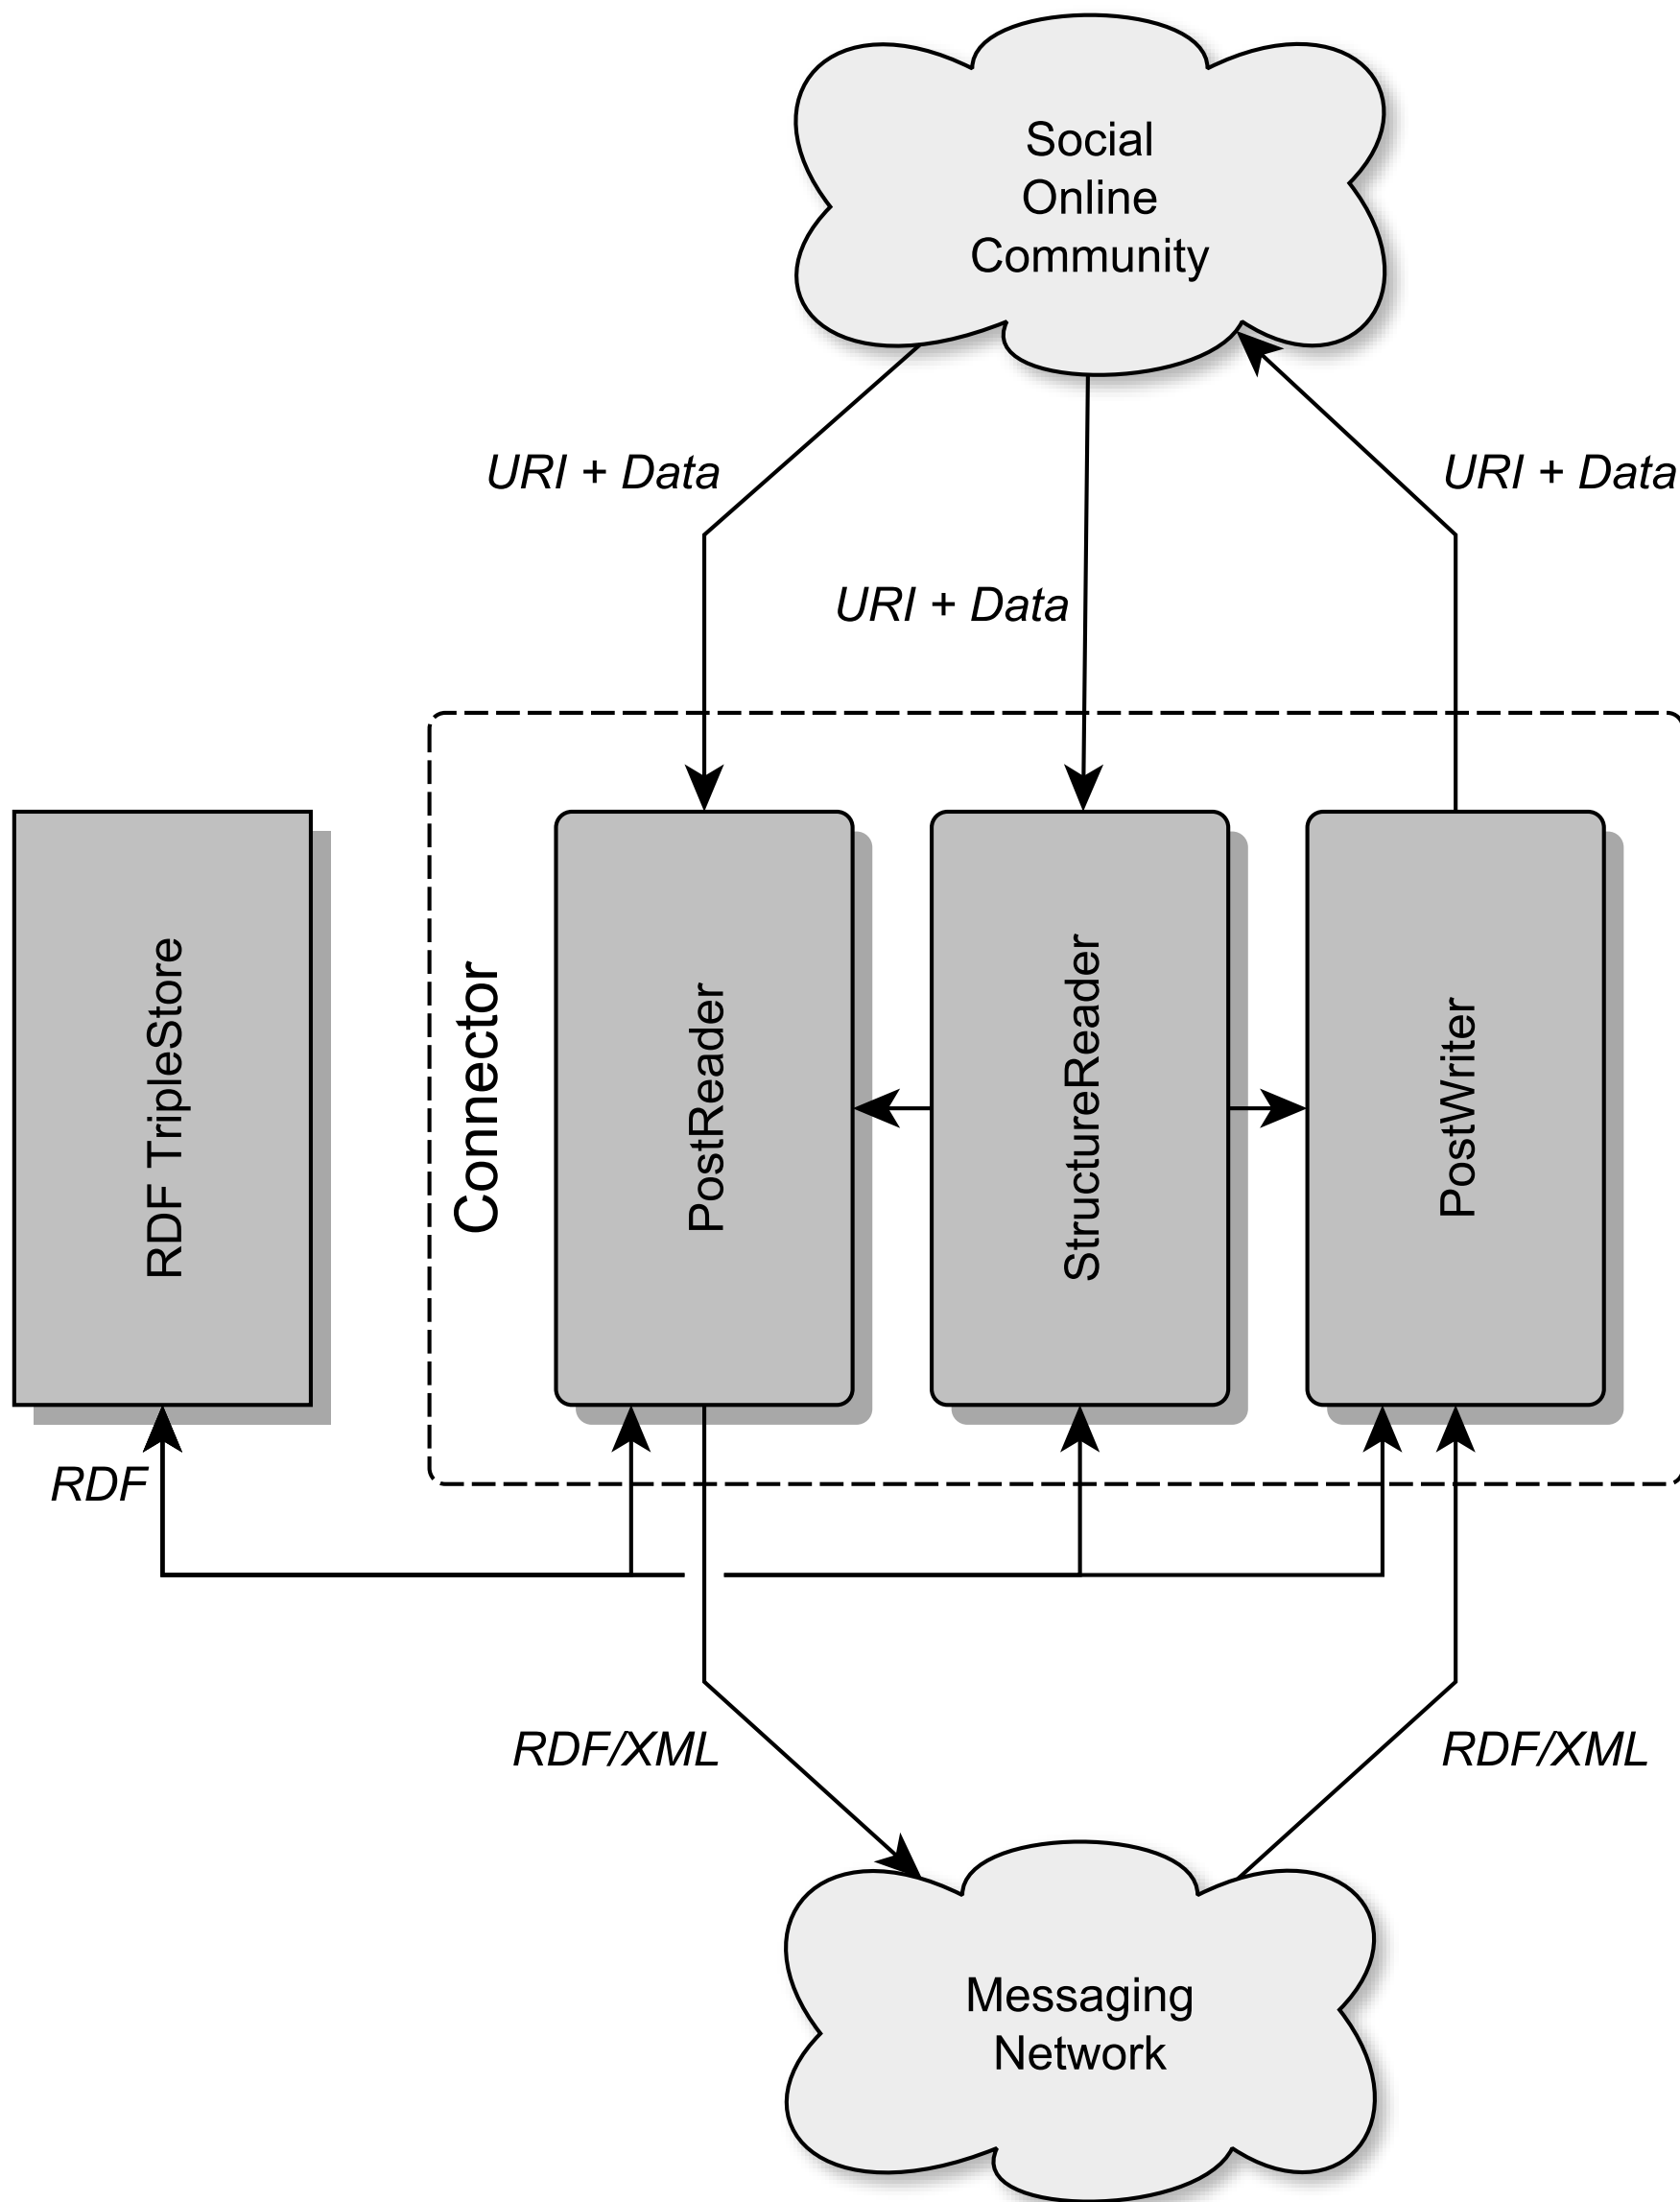 Social
Online
Community
URI + Data
URI + Data
URI + Data
RDF TripleStore
Connector
PostReader
StructureReader
PostWriter
RDF
RDF/XML
RDF/XML
Messaging
Network